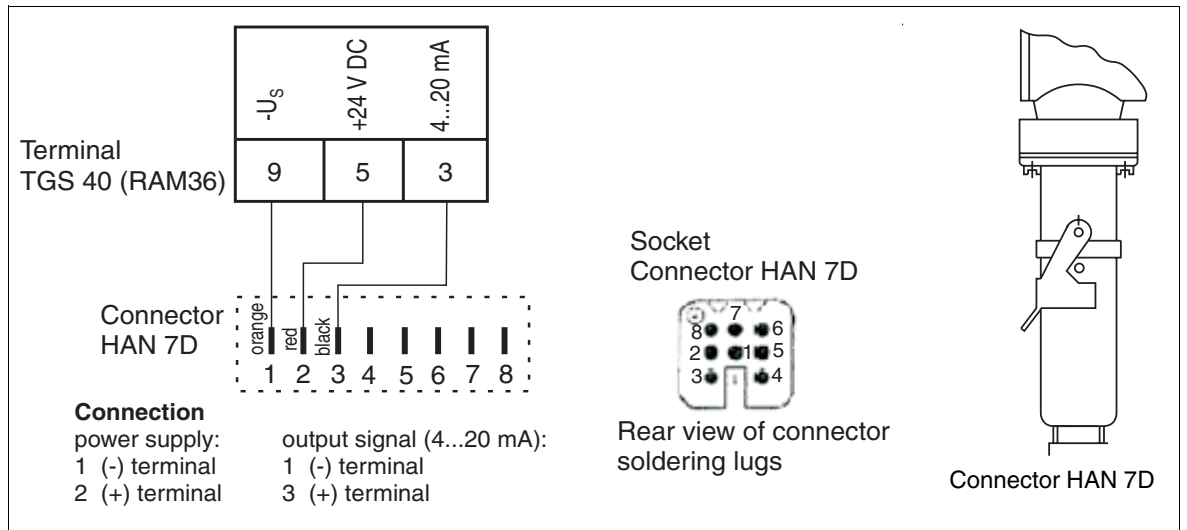 -US
+24 V DC
4...20 mA
Terminal
TGS 40 (RAM36)
9
5
3
Connector
HAN 7D
orange
red
black
1 2 3 4 5 6 7 8
Connection
power supply:
1 (-) terminal
2 (+) terminal
output signal (4...20 mA):
1 (-) terminal
3 (+) terminal
Socket
Connector HAN 7D
7
8 6
2 1 5
3 4
Rear view of connector
soldering lugs
Connector HAN 7D